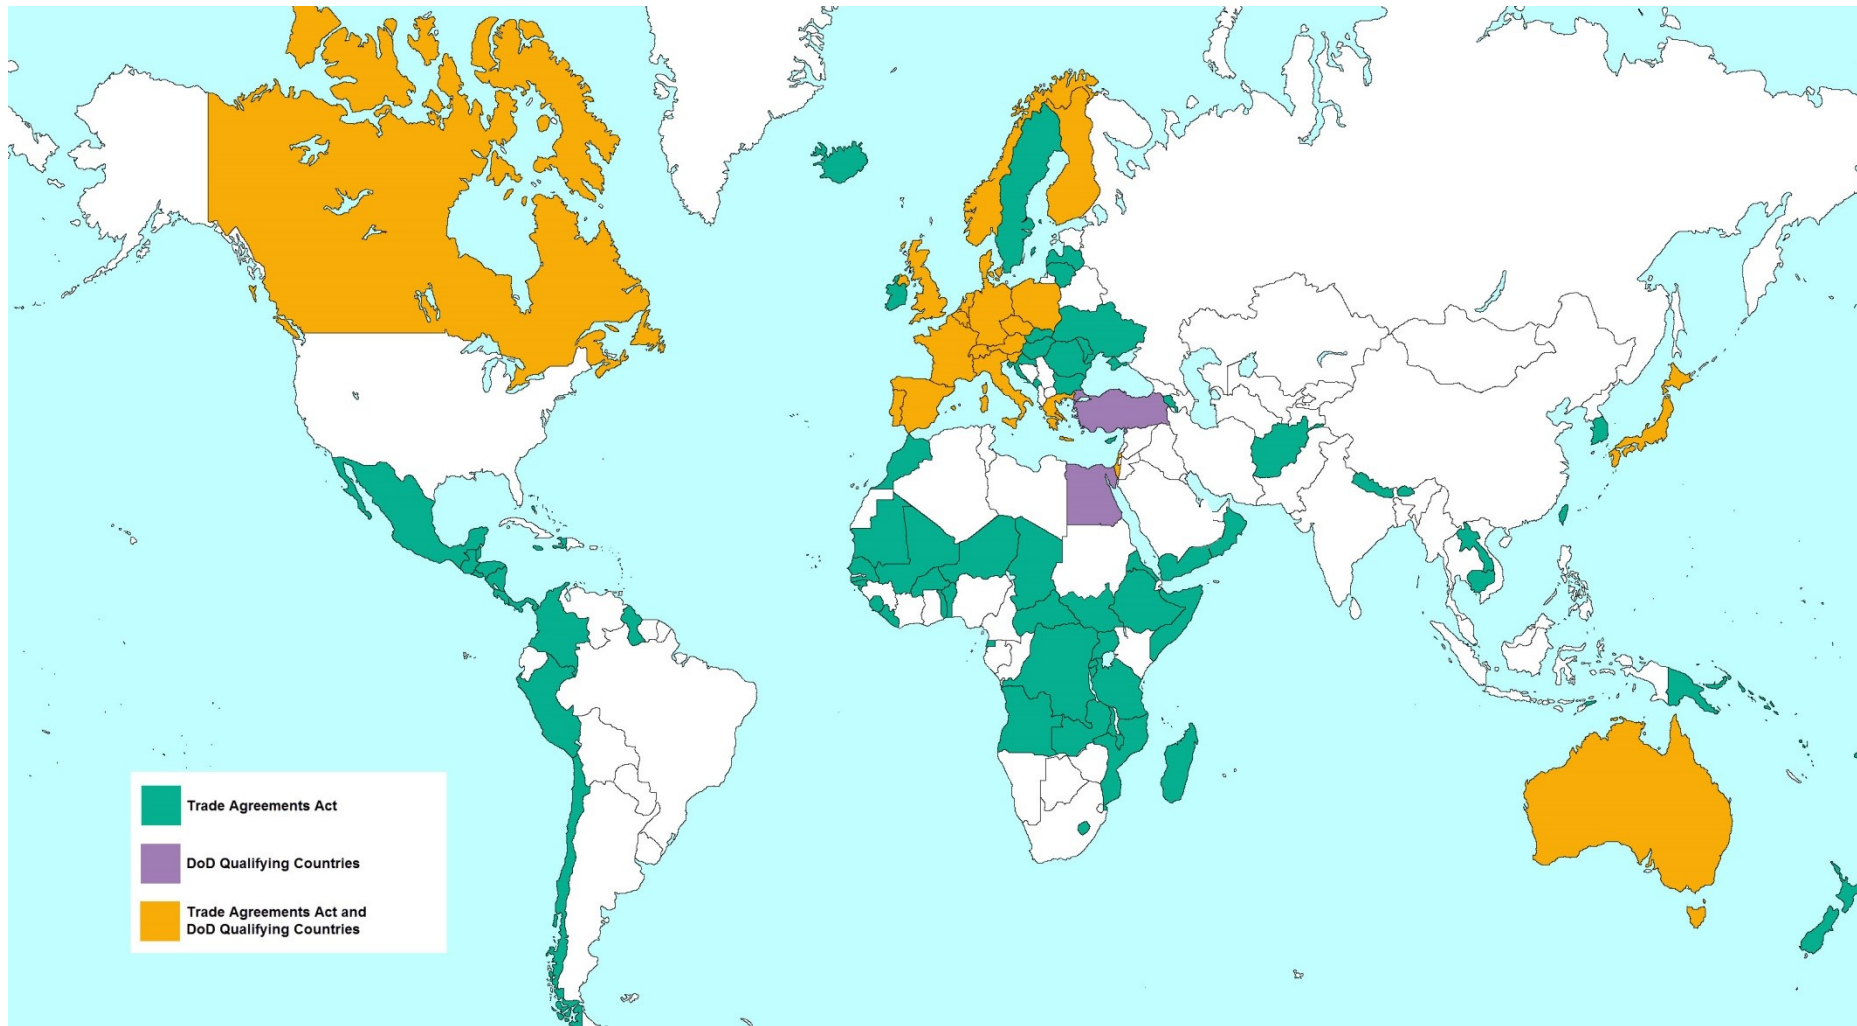 Trade Agreements Act
DoD Qualifying Countries
Trade Agreements Act and
DoD Qualifying Countries